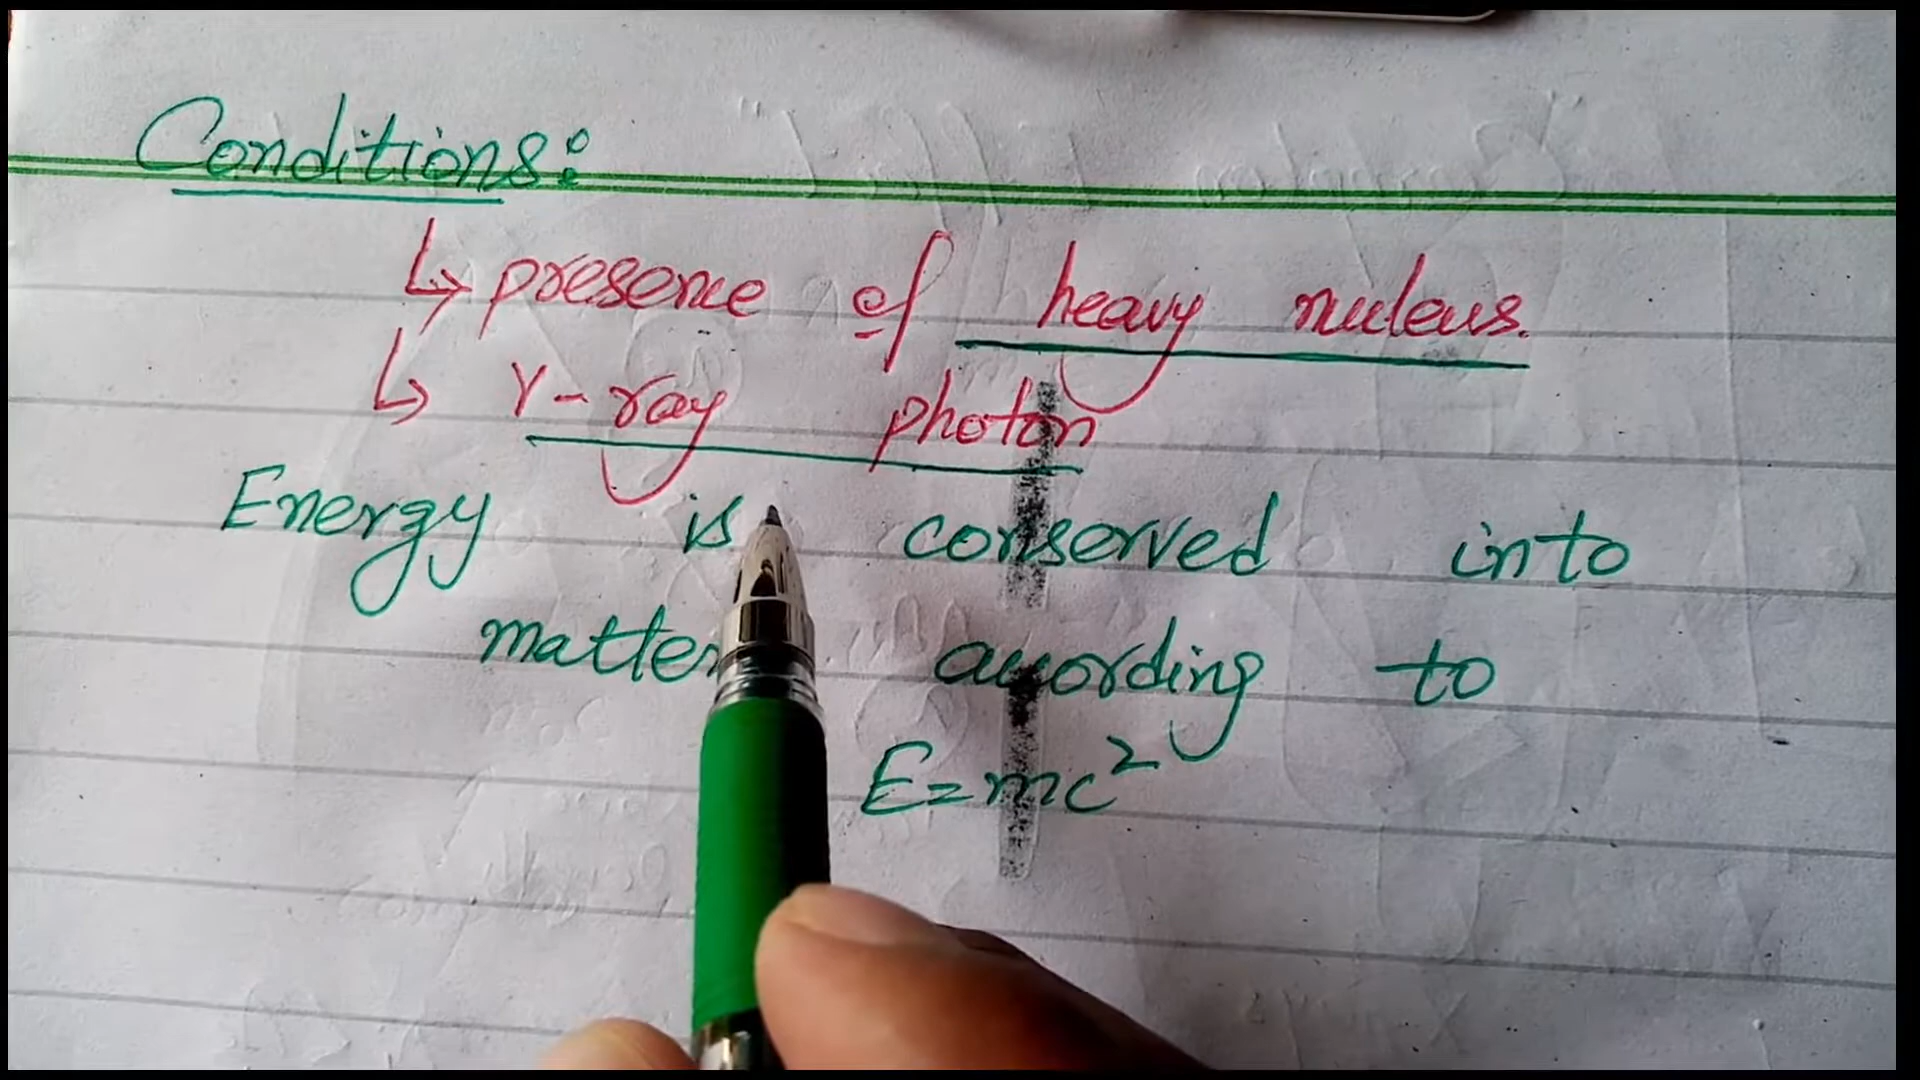 Conditions:
↳ presence of heavy nucleus.
↳ γ-ray photon
Energy is conserved into
matter according to
E=mc²